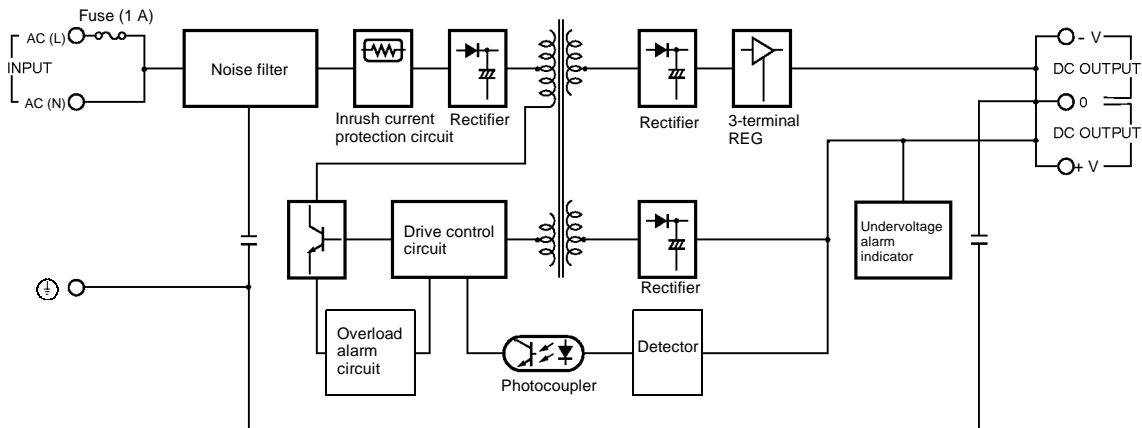 Fuse (1 A)
AC (L)
INPUT
AC (N)
Noise filter
Inrush current
protection circuit
Rectifier
Rectifier
3-terminal
REG
– V
DC OUTPUT
0
DC OUTPUT
+ V
Drive control
circuit
Rectifier
Undervoltage
alarm
indicator
Overload
alarm
circuit
Photocoupler
Detector